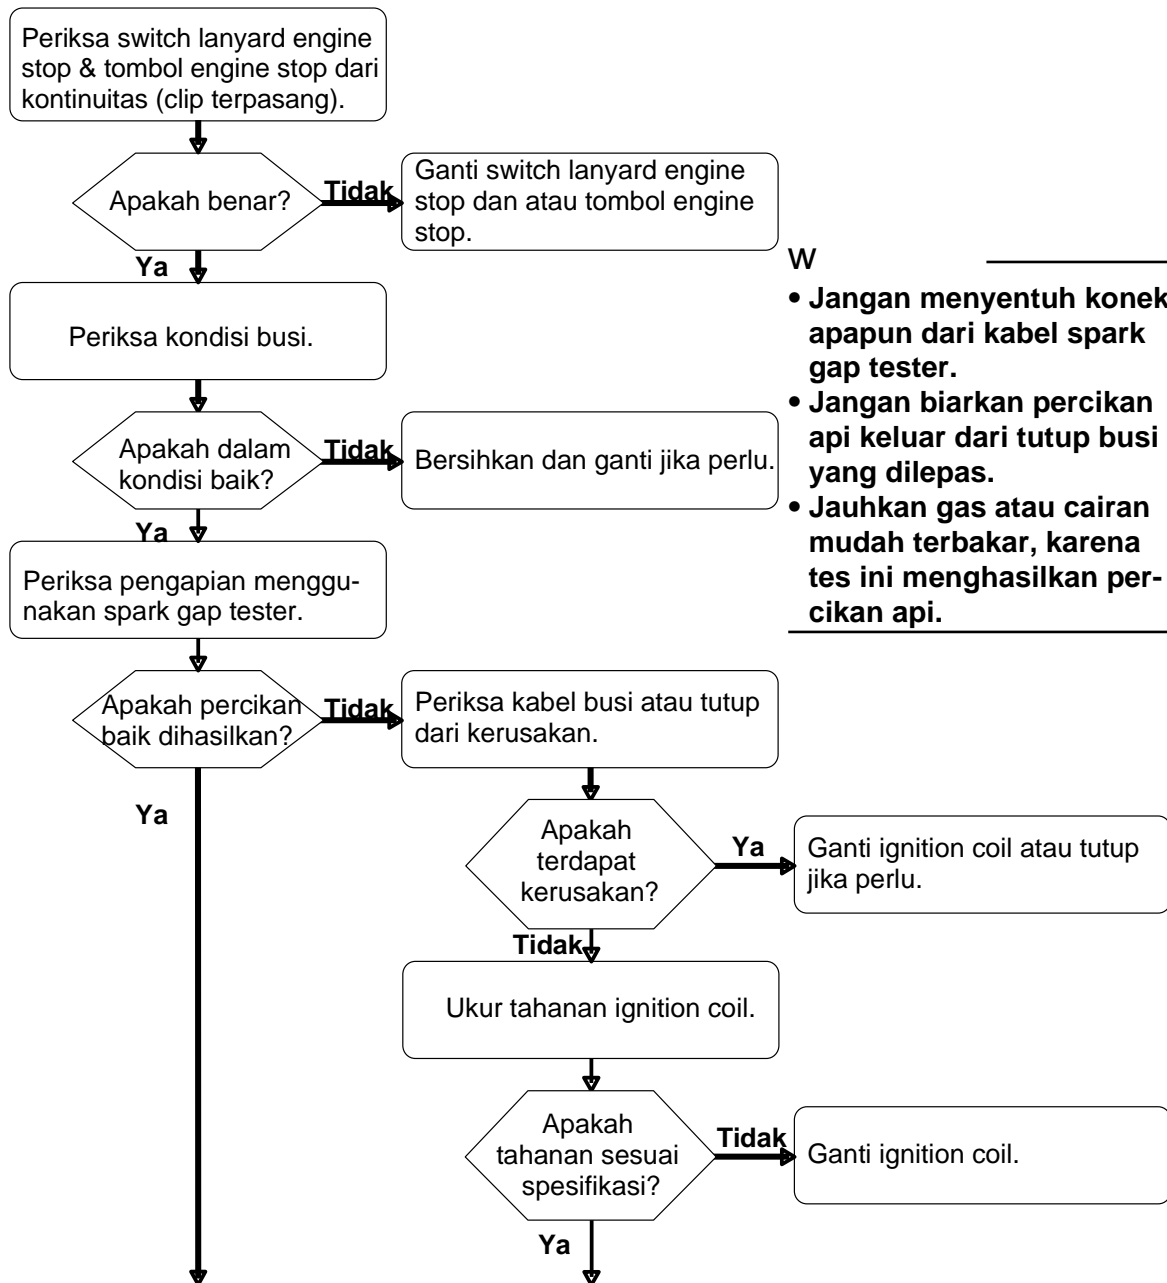 Periksa switch lanyard engine
stop & tombol engine stop dari
kontinuitas (clip terpasang).
Apakah benar?
Tidak
Ganti switch lanyard engine
stop dan atau tombol engine
stop.
Ya
W
• Jangan menyentuh konek
apapun dari kabel spark
gap tester.
• Jangan biarkan percikan
api keluar dari tutup busi
yang dilepas.
• Jauhkan gas atau cairan
mudah terbakar, karena
tes ini menghasilkan per-
cikan api.
Periksa kondisi busi.
Apakah dalam
kondisi baik?
Tidak
Bersihkan dan ganti jika perlu.
Ya
Periksa pengapian menggu-
nakan spark gap tester.
Apakah percikan
baik dihasilkan?
Tidak
Periksa kabel busi atau tutup
dari kerusakan.
Ya
Apakah
terdapat
kerusakan?
Ya
Ganti ignition coil atau tutup
jika perlu.
Tidak
Ukur tahanan ignition coil.
Apakah
tahanan sesuai
spesifikasi?
Tidak
Ganti ignition coil.
Ya